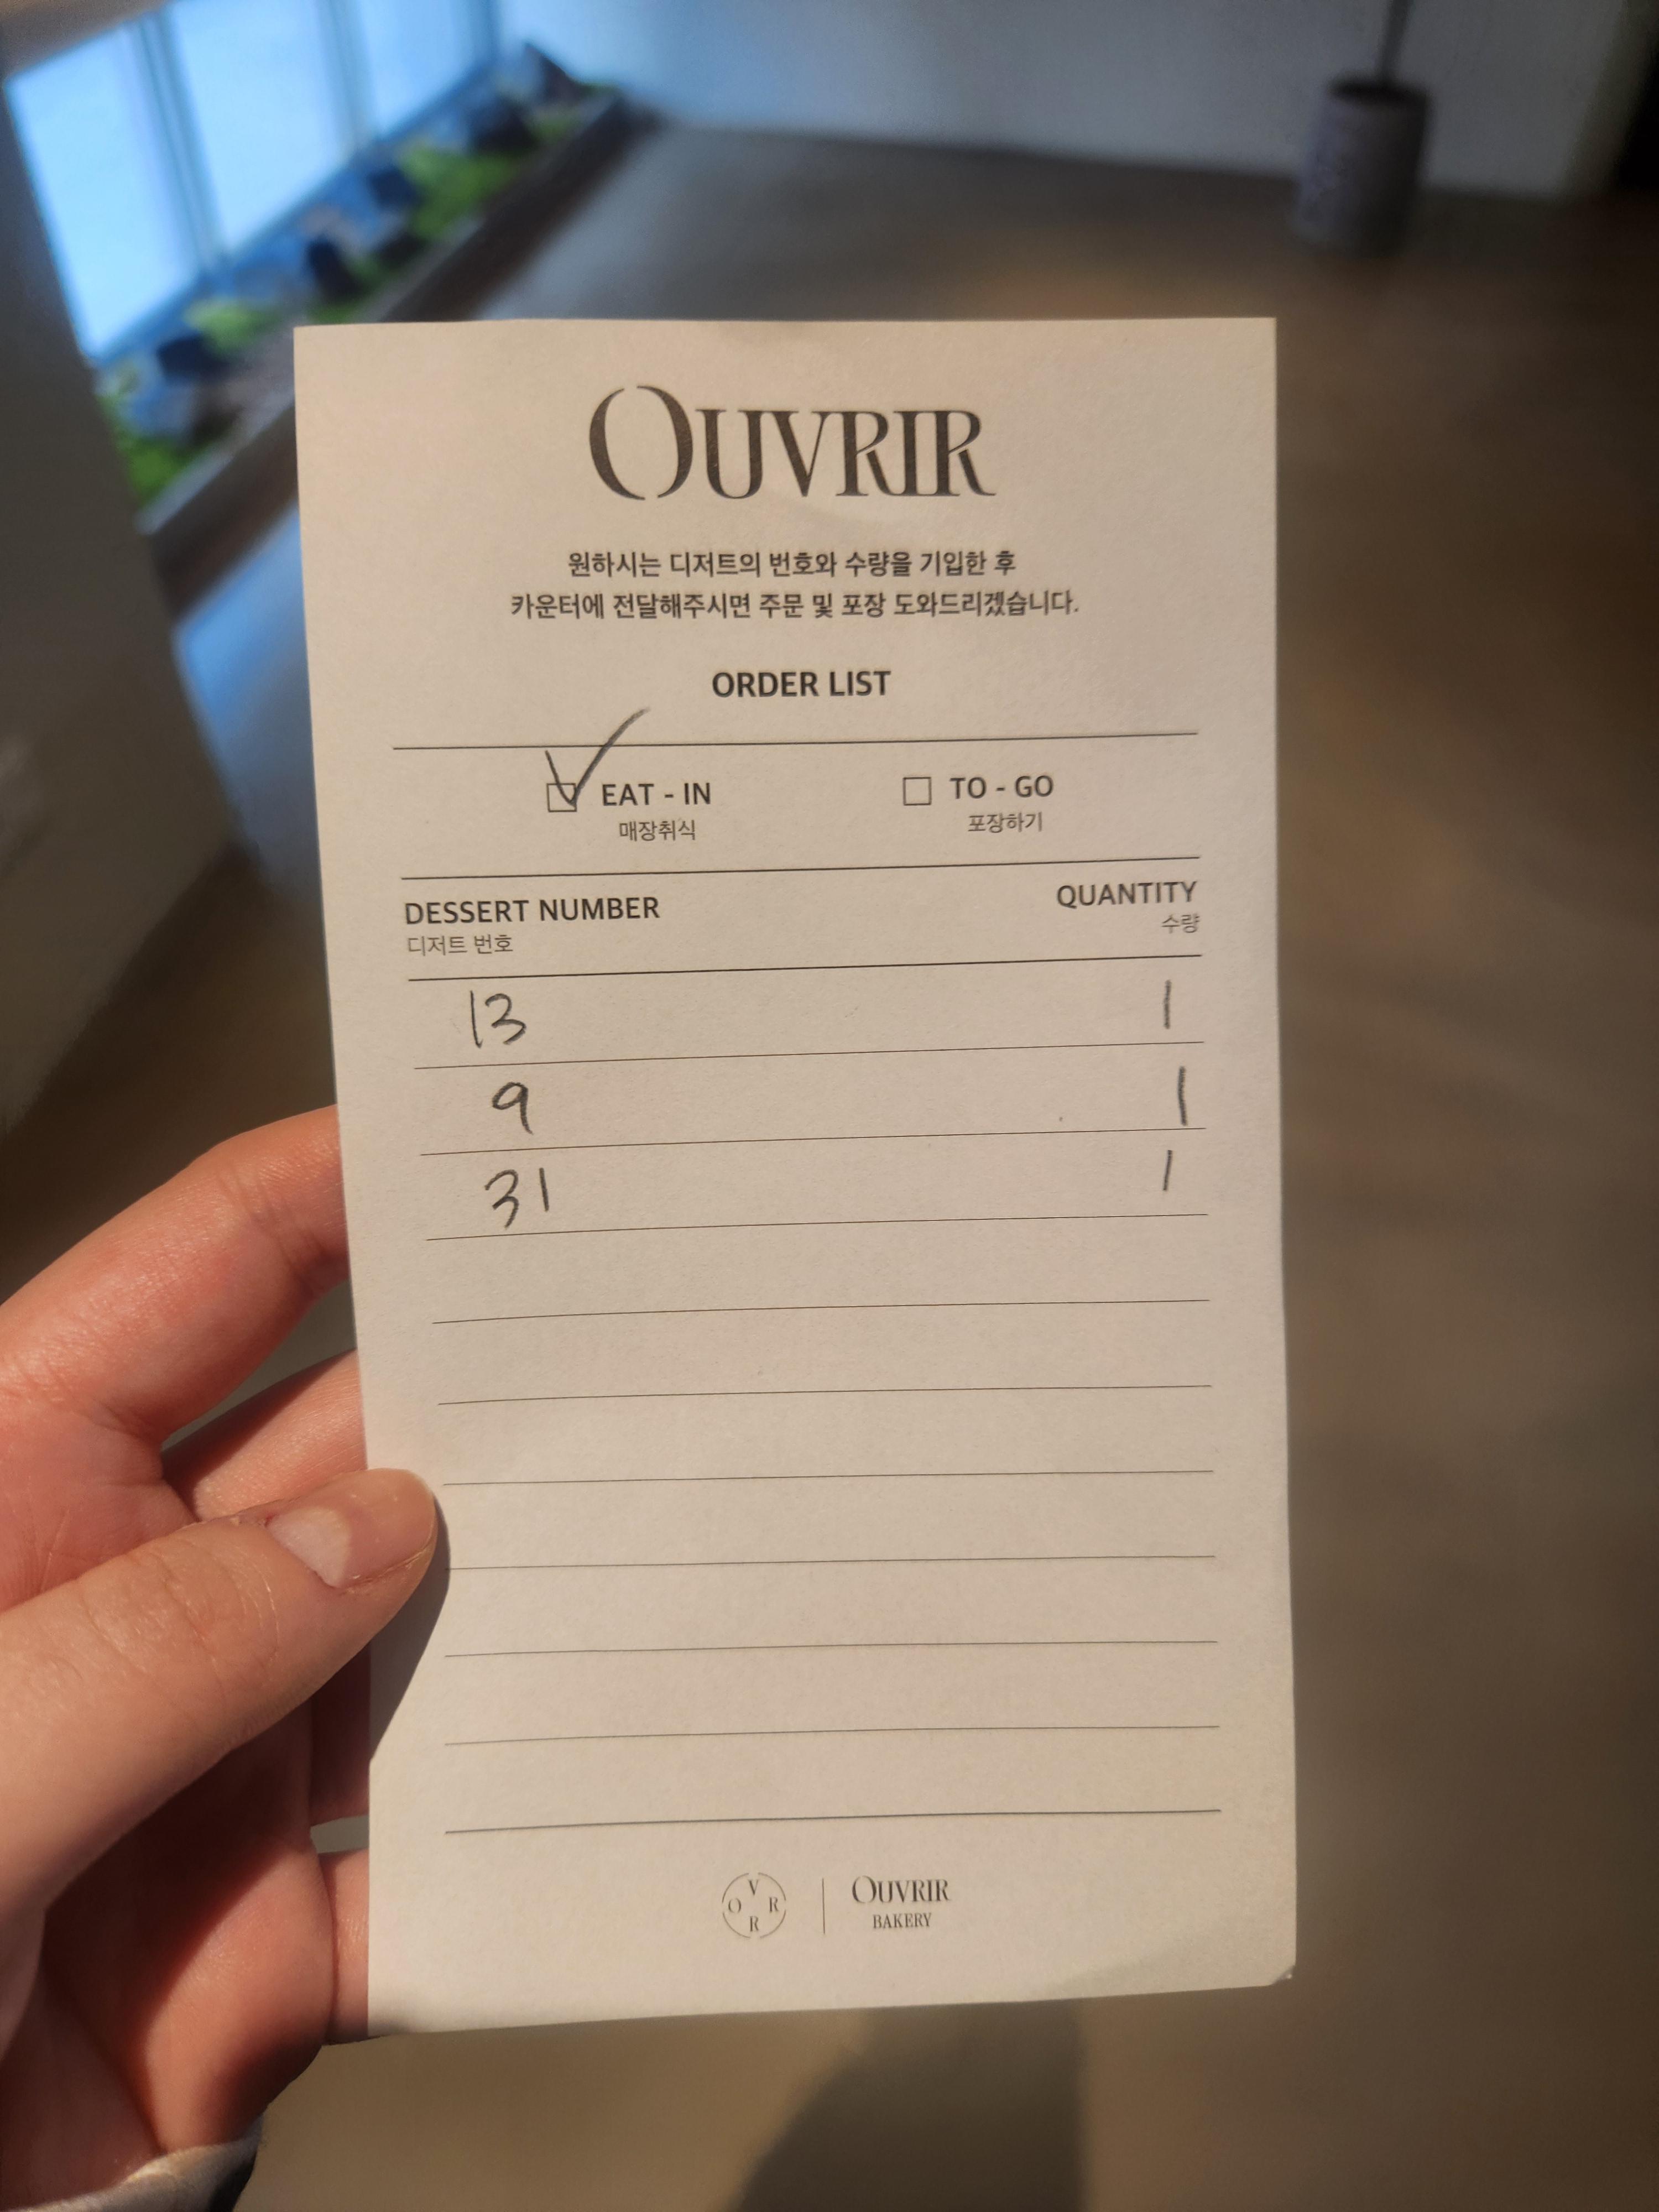 OUVRIR
원하시는 디저트의 번호와 수량을 기입한 후
카운터에 전달해주시면 주문 및 포장 도와드리겠습니다.
ORDER LIST
EAT - IN TO - GO
매장취식 포장하기
DESSERT NUMBER QUANTITY
디저트 번호 수량
13 1
9 1
31 1
V
O R
R
OUVRIR
BAKERY